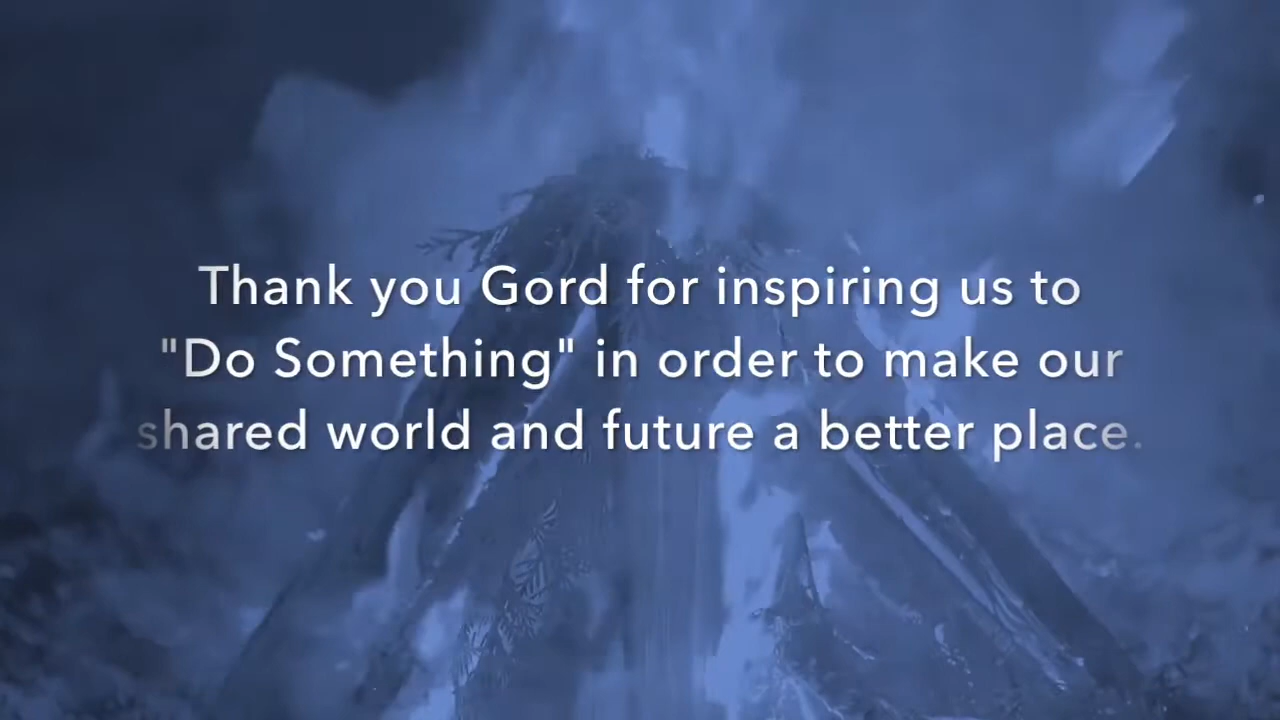 Thank you Gord for inspiring us to
"Do Something" in order to make our
shared world and future a better place.